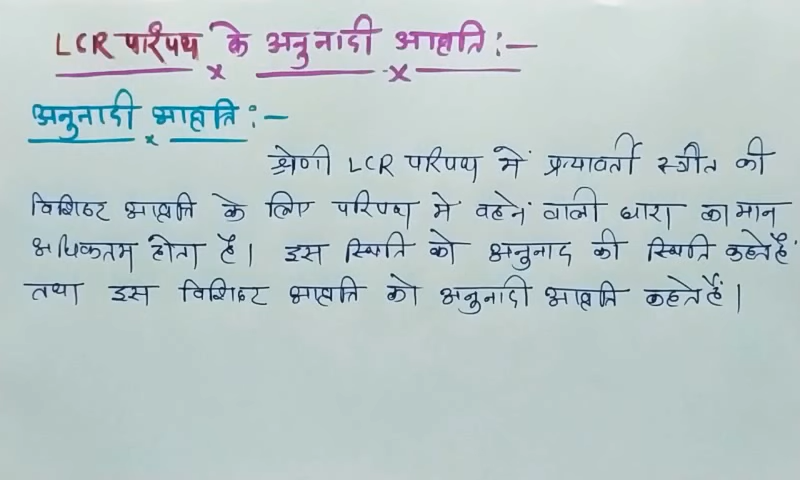 LCR परिपथ के अनुनादी आवृत्ति :-
अनुनादी आवृत्ति :-
श्रेणी LCR परिपथ में प्रत्यावर्ती स्त्रोत की
विशिष्ट आवृत्ति के लिए परिपथ में वहनें वाली धारा का मान
अधिकतम होता है। इस स्थिति को अनुनाद की स्थिति कहते हैं
तथा इस विशिष्ट आवृत्ति को अनुनादी आवृत्ति कहते हैं।